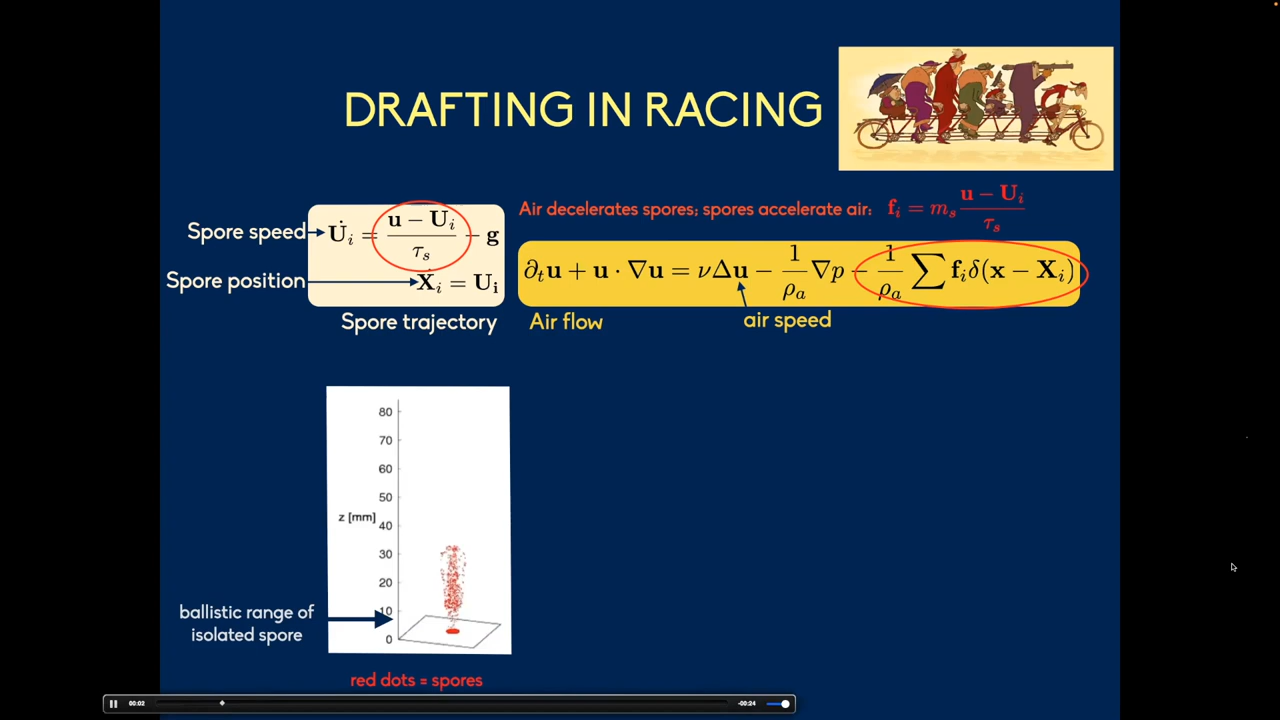 DRAFTING IN RACING
Air decelerates spores; spores accelerate air: f_i = m_s (u − U_i)/τ_s
Spore speed
U̇_i = (u − U_i)/τ_s − g
∂_t u + u · ∇u = νΔu − 1/ρ_a ∇p − 1/ρ_a ∑ f_i δ(x − X_i)
Spore position
Ẋ_i = U_i
Spore trajectory
Air flow
air speed
80
70
60
50
z [mm]
40
30
20
10
0
ballistic range of
isolated spore
red dots = spores
00:02
-00:24